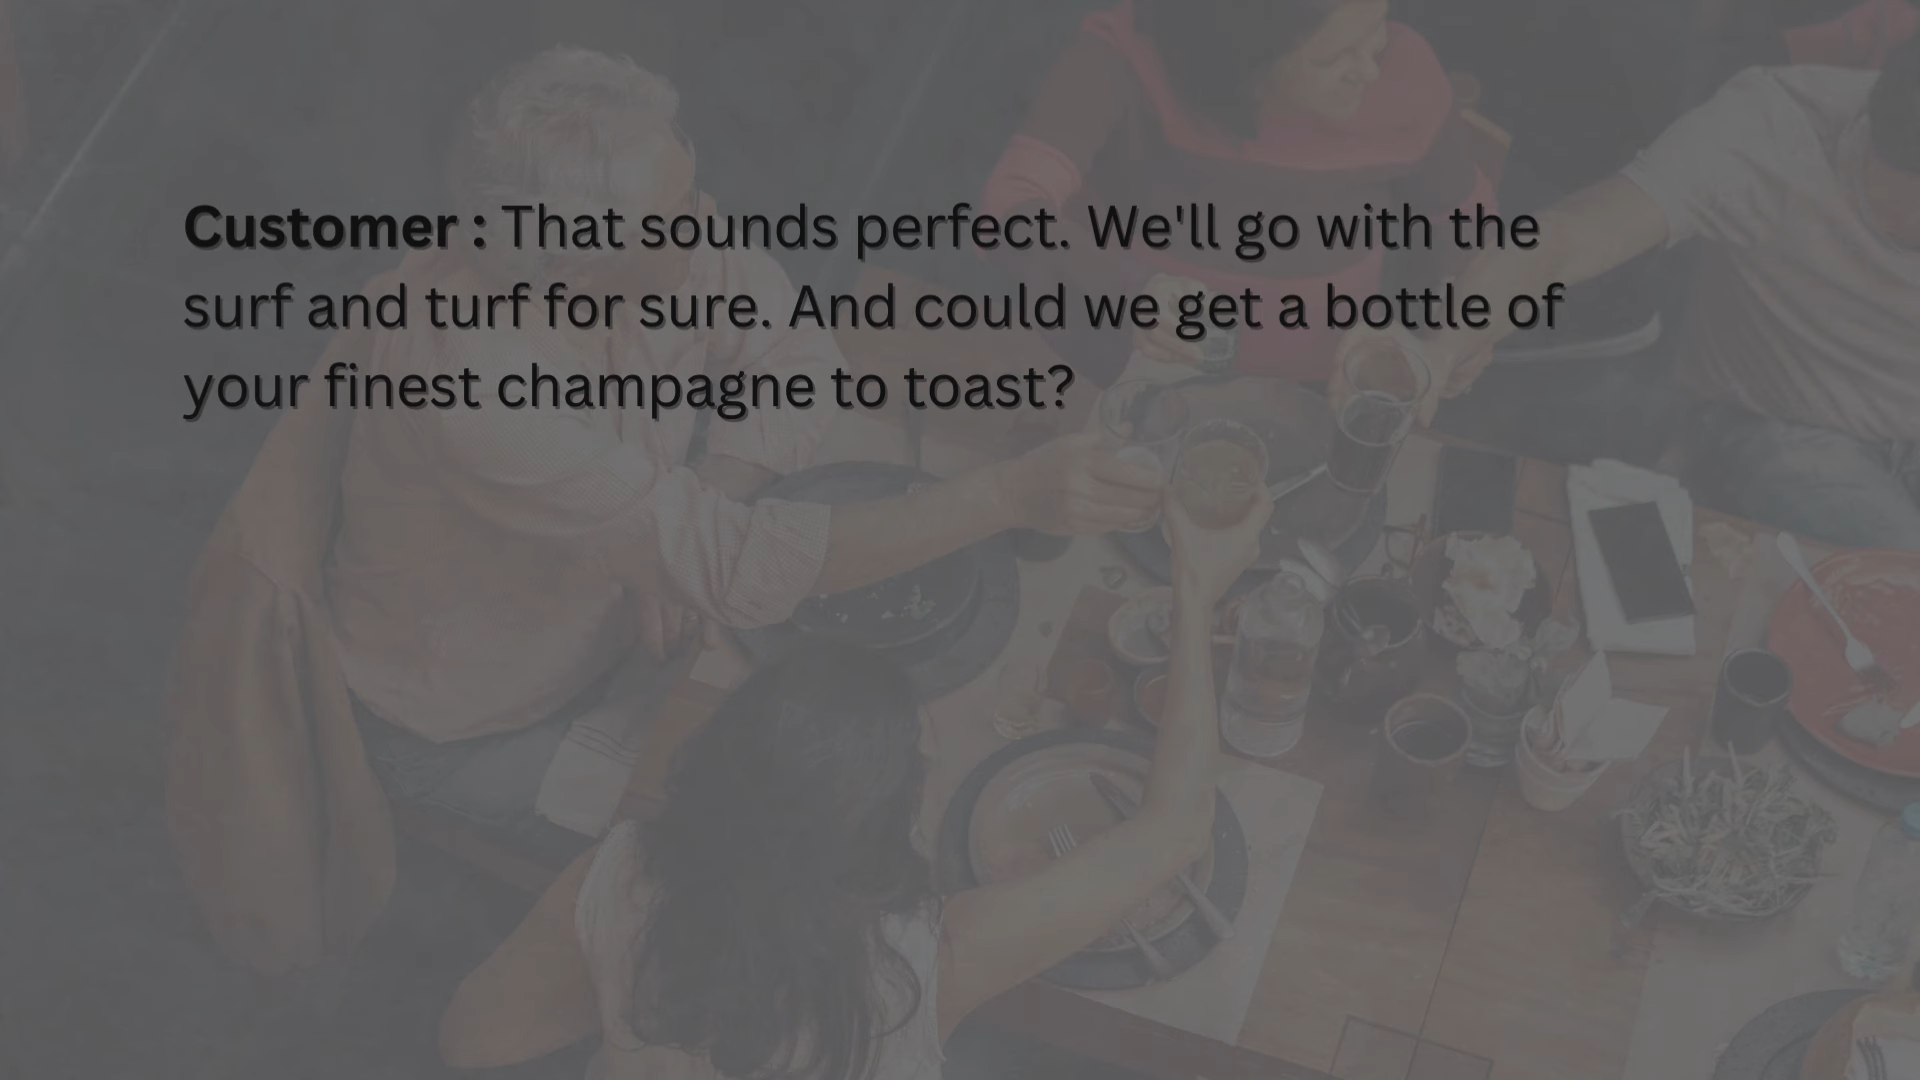 Customer : That sounds perfect. We'll go with the
surf and turf for sure. And could we get a bottle of
your finest champagne to toast?